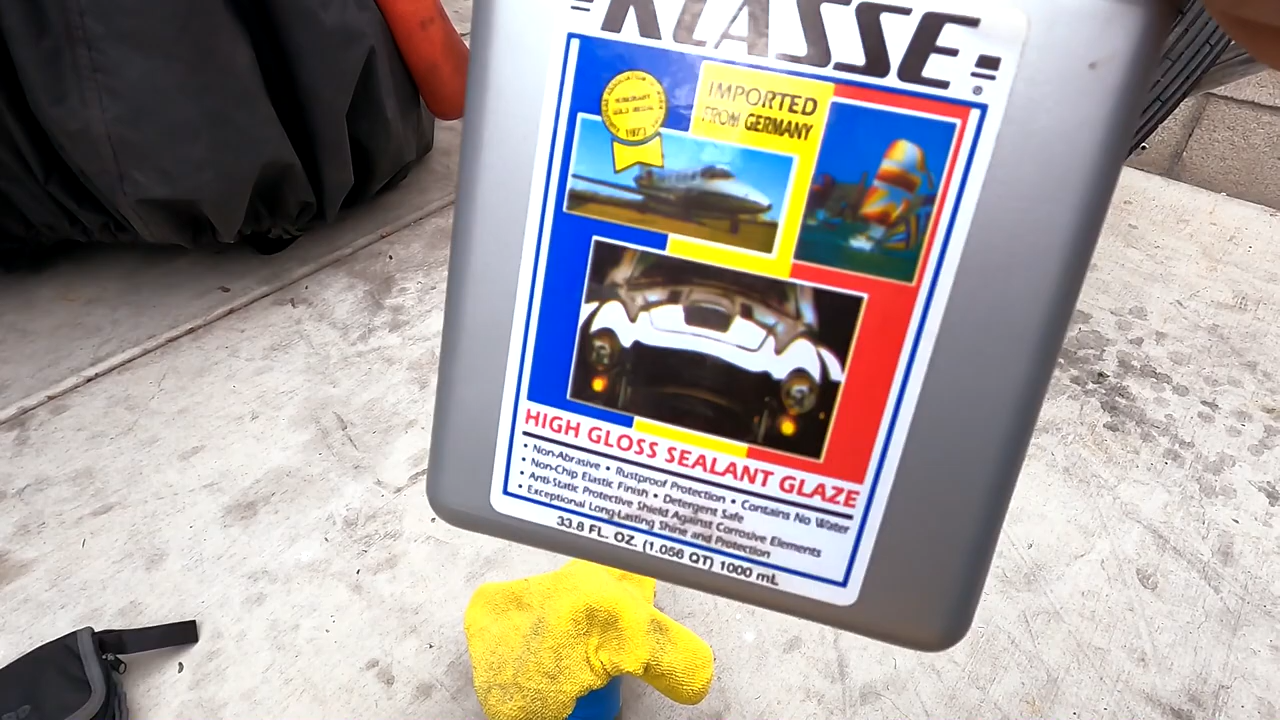 KLASSE
IMPORTED
FROM GERMANY
1973
HIGH GLOSS SEALANT GLAZE
• Non-Abrasive • Rustproof Protection • Contains No Water
• Non-Chip Elastic Finish • Detergent Safe
• Anti-Static Protective Shield Against Corrosive Elements
• Exceptional Long-Lasting Shine and Protection
33.8 FL. OZ. (1.056 QT) 1000 mL